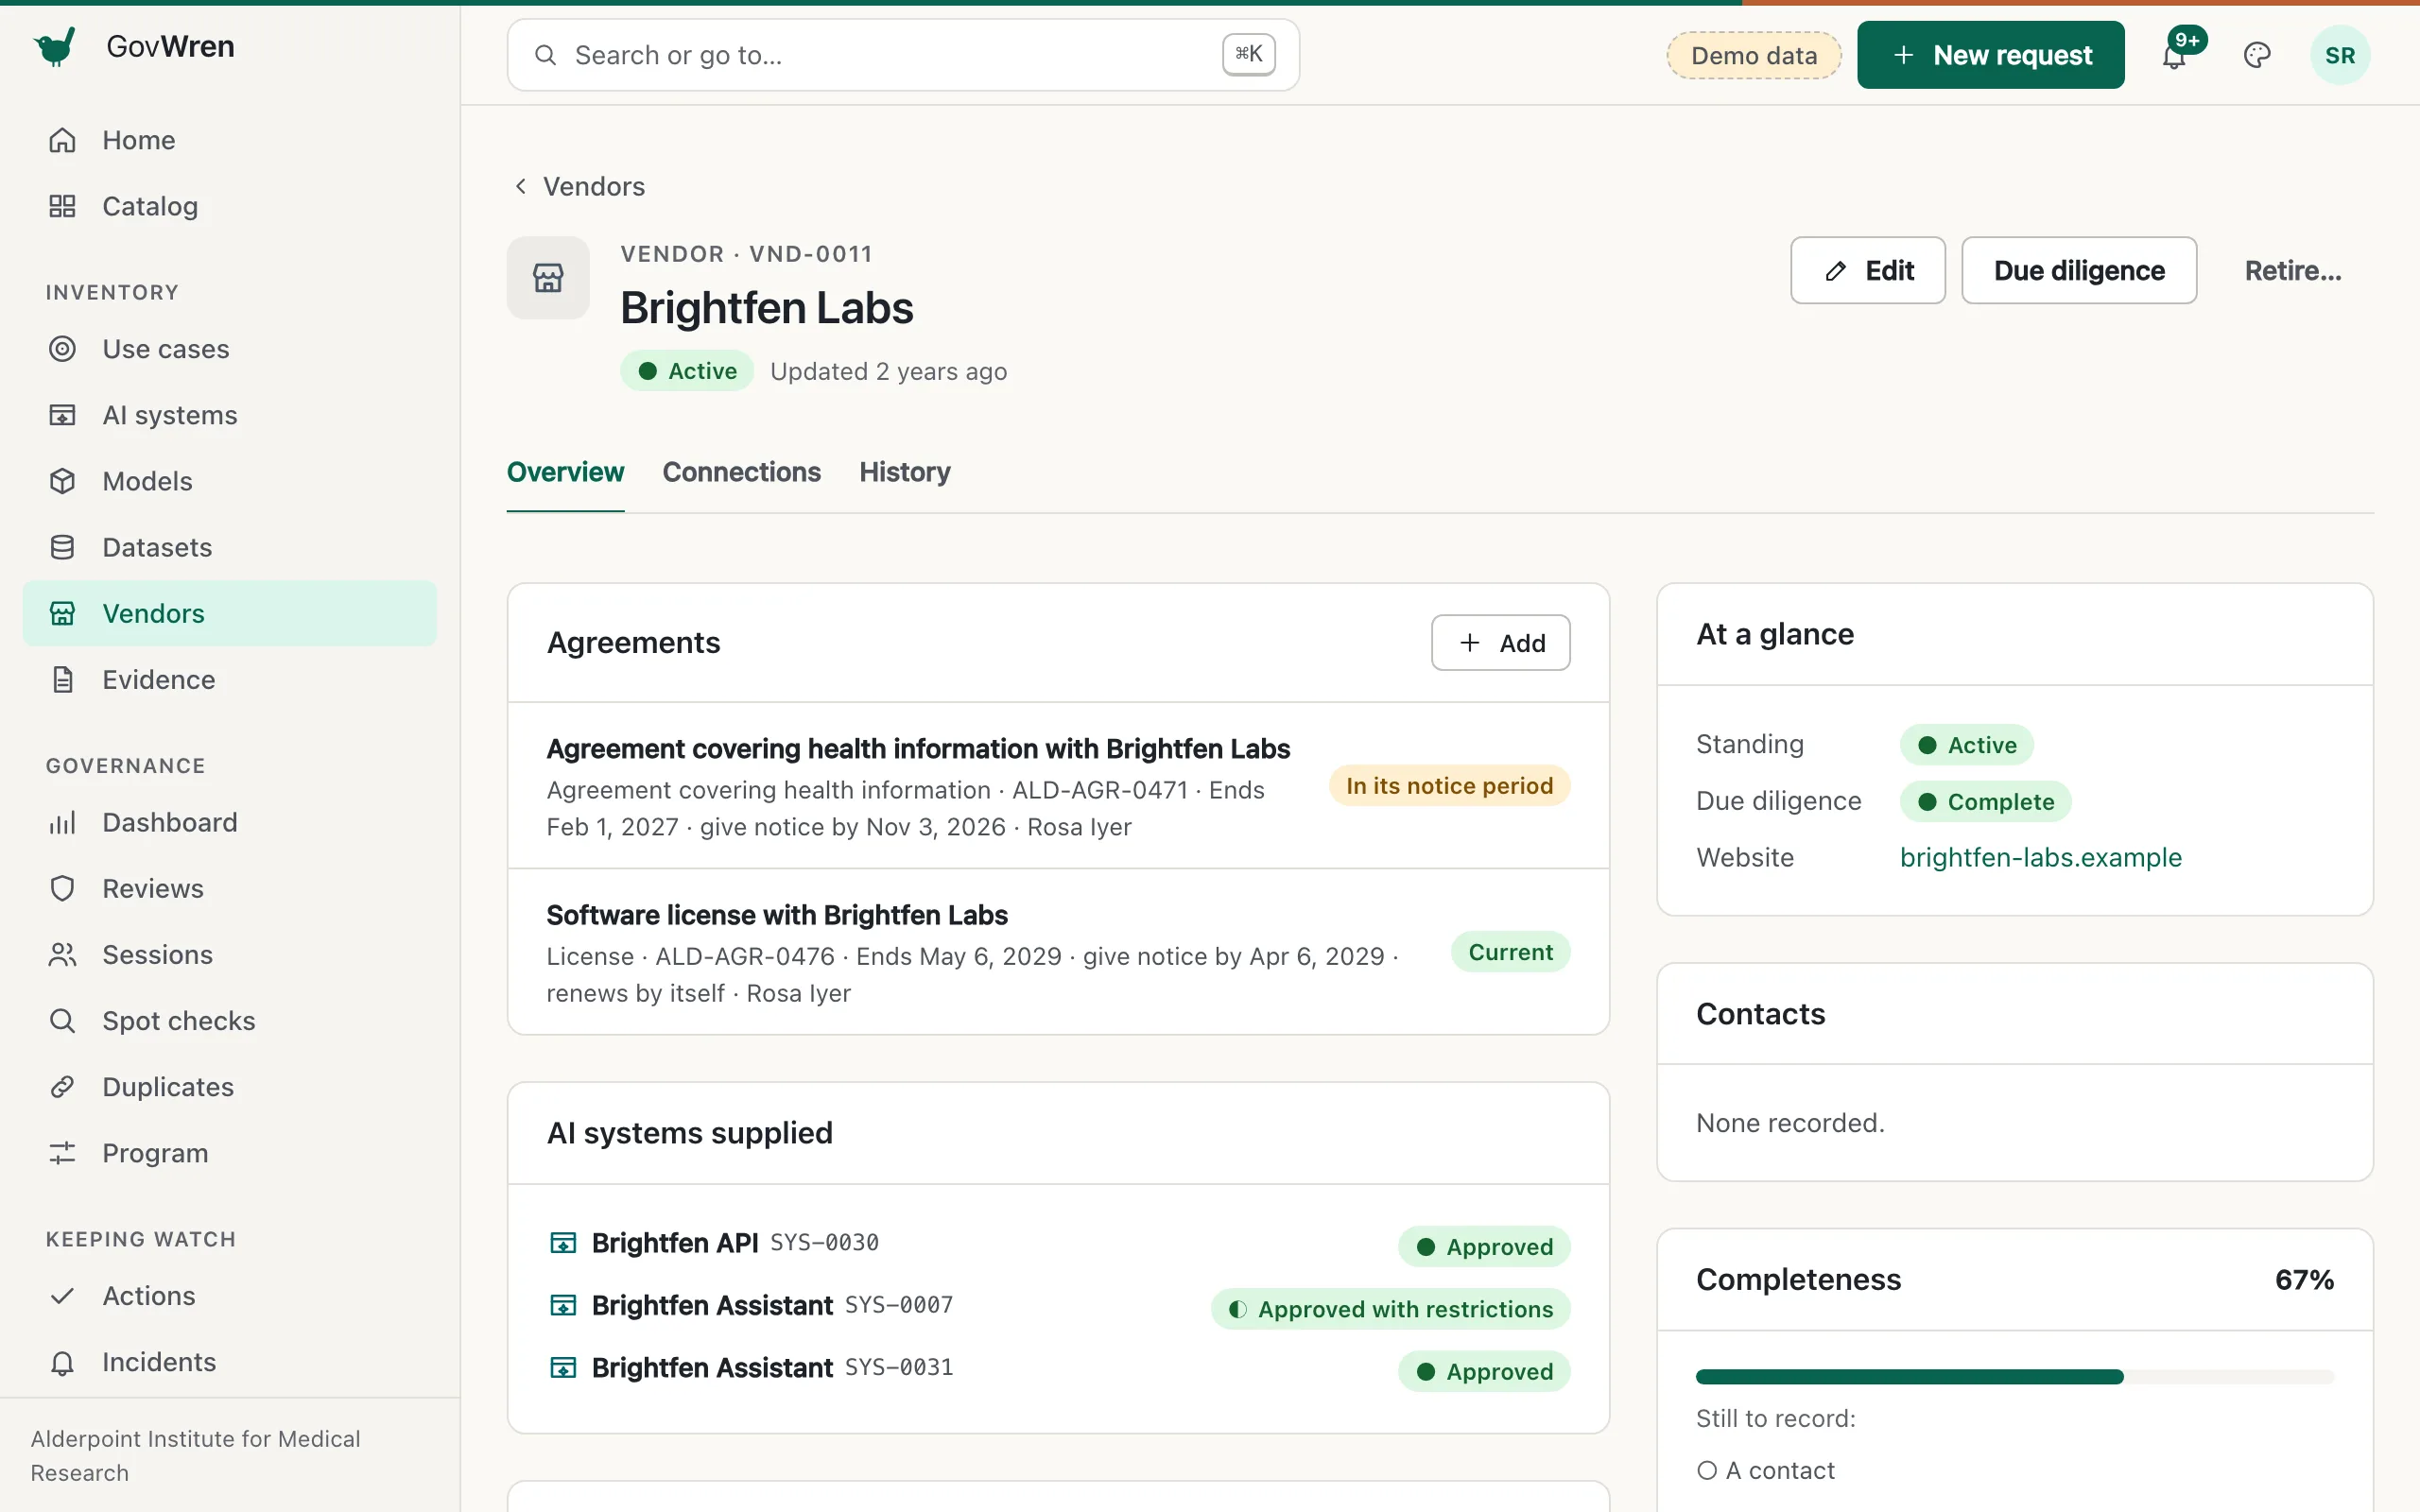 GovWren
Search or go to...
⌘K
Demo data
+ New request
9+
SR
Home
Catalog
INVENTORY
Use cases
AI systems
Models
Datasets
Vendors
Evidence
GOVERNANCE
Dashboard
Reviews
Sessions
Spot checks
Duplicates
Program
KEEPING WATCH
Actions
Incidents
Alderpoint Institute for Medical
Research
Vendors
VENDOR · VND-0011
Brightfen Labs
Active
Updated 2 years ago
Edit
Due diligence
Retire...
Overview
Connections
History
Agreements
+ Add
Agreement covering health information with Brightfen Labs
Agreement covering health information · ALD-AGR-0471 · Ends
Feb 1, 2027 · give notice by Nov 3, 2026 · Rosa Iyer
In its notice period
Software license with Brightfen Labs
License · ALD-AGR-0476 · Ends May 6, 2029 · give notice by Apr 6, 2029 ·
renews by itself · Rosa Iyer
Current
AI systems supplied
Brightfen API SYS-0030
Approved
Brightfen Assistant SYS-0007
Approved with restrictions
Brightfen Assistant SYS-0031
Approved
At a glance
Standing
Active
Due diligence
Complete
Website
brightfen-labs.example
Contacts
None recorded.
Completeness
67%
Still to record:
A contact